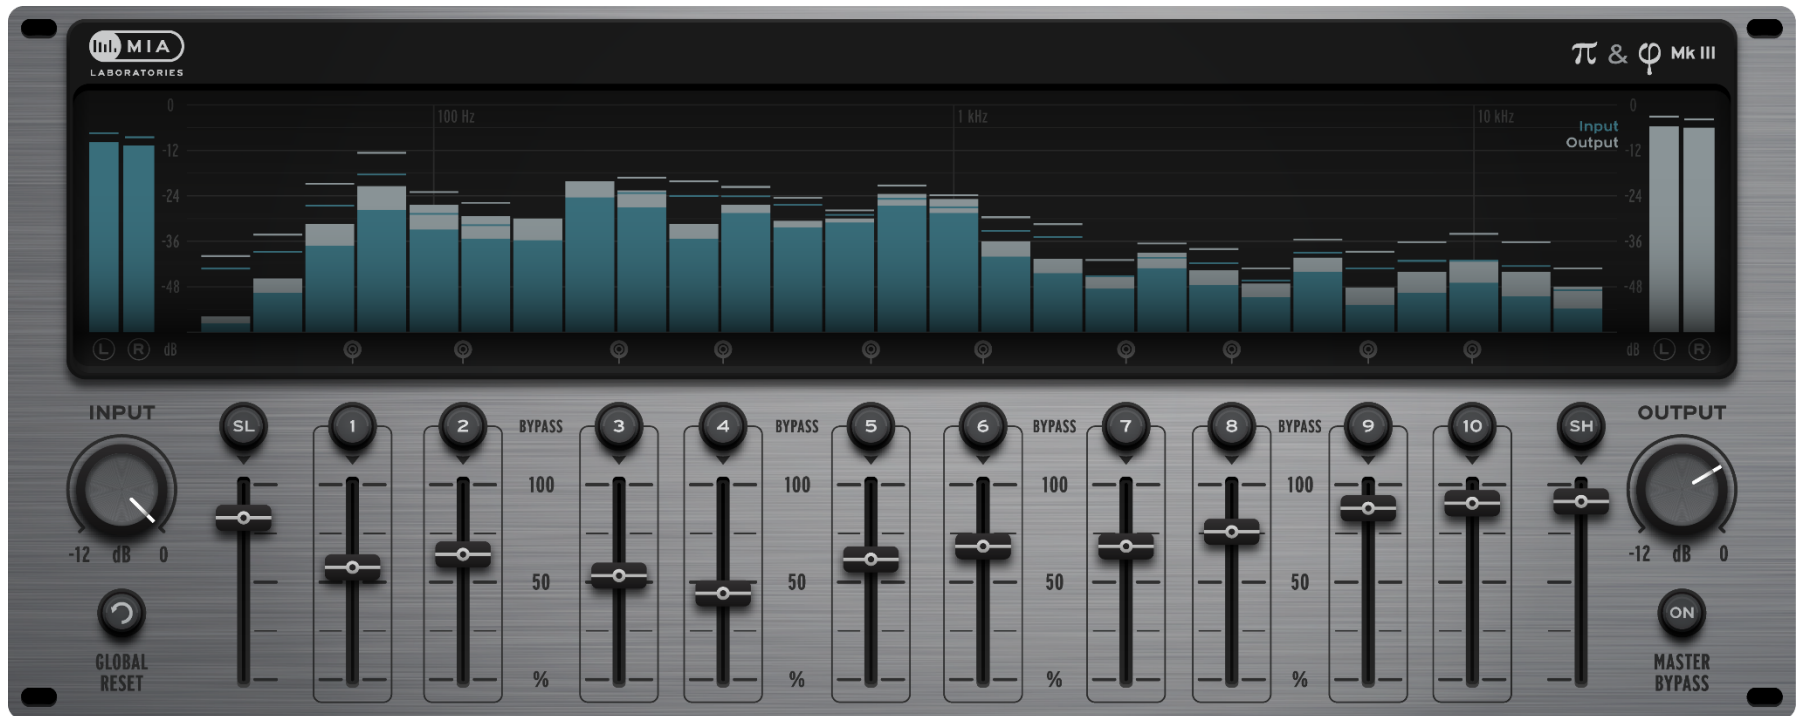 MIA
LABORATORIES
π & φ Mk III
0
100 Hz
1 kHz
10 kHz
0
Input
Output
-12
-12
-24
-24
-36
-36
-48
-48
L R dB
dB L R
INPUT
OUTPUT
SL 1 2 BYPASS 3 4 BYPASS 5 6 BYPASS 7 8 BYPASS 9 10 SH
100 100 100 100
-12 dB 0
-12 dB 0
50 50 50 50
ON
GLOBAL
RESET
MASTER
BYPASS
% % % %